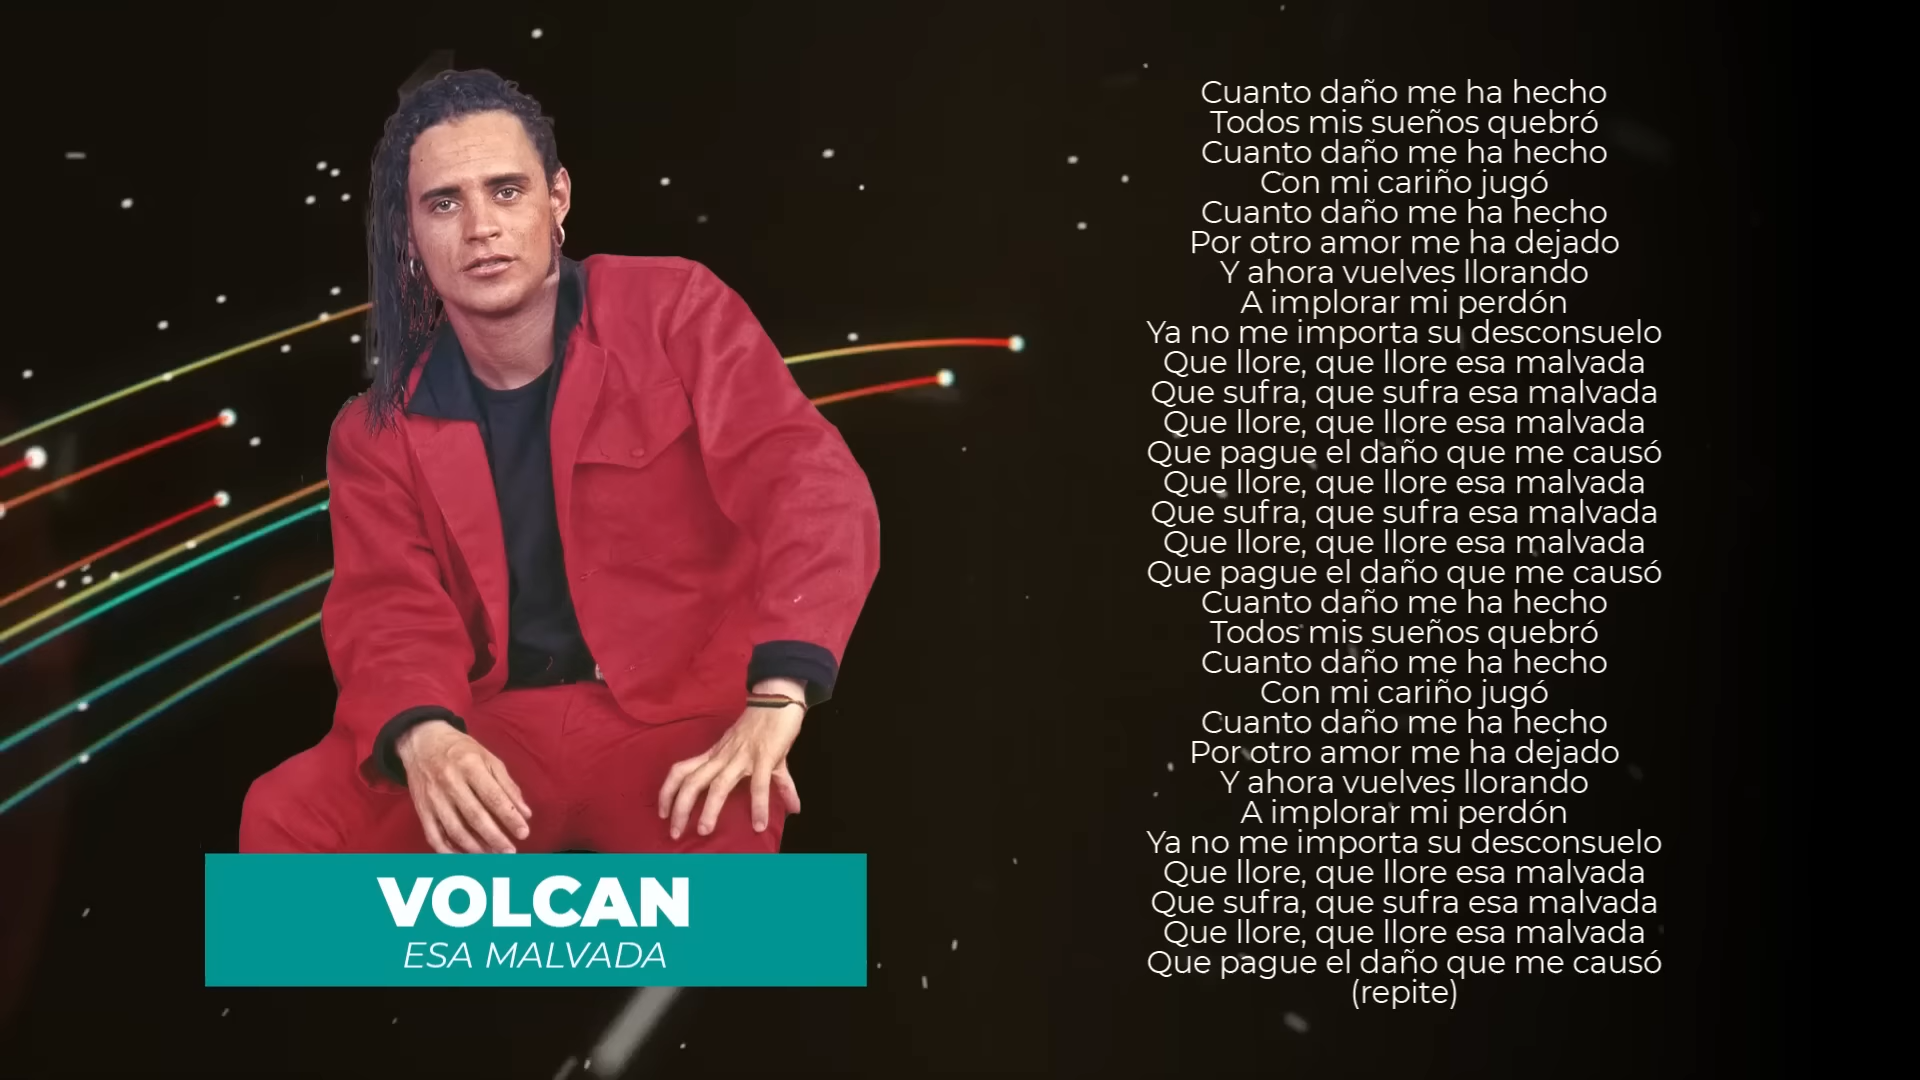 VOLCAN
ESA MALVADA
Cuanto daño me ha hecho
Todos mis sueños quebró
Cuanto daño me ha hecho
Con mi cariño jugó
Cuanto daño me ha hecho
Por otro amor me ha dejado
Y ahora vuelves llorando
A implorar mi perdón
Ya no me importa su desconsuelo
Que llore, que llore esa malvada
Que sufra, que sufra esa malvada
Que llore, que llore esa malvada
Que pague el daño que me causó
Que llore, que llore esa malvada
Que sufra, que sufra esa malvada
Que llore, que llore esa malvada
Que pague el daño que me causó
Cuanto daño me ha hecho
Todos mis sueños quebró
Cuanto daño me ha hecho
Con mi cariño jugó
Cuanto daño me ha hecho
Por otro amor me ha dejado
Y ahora vuelves llorando
A implorar mi perdón
Ya no me importa su desconsuelo
Que llore, que llore esa malvada
Que sufra, que sufra esa malvada
Que llore, que llore esa malvada
Que pague el daño que me causó
(repite)